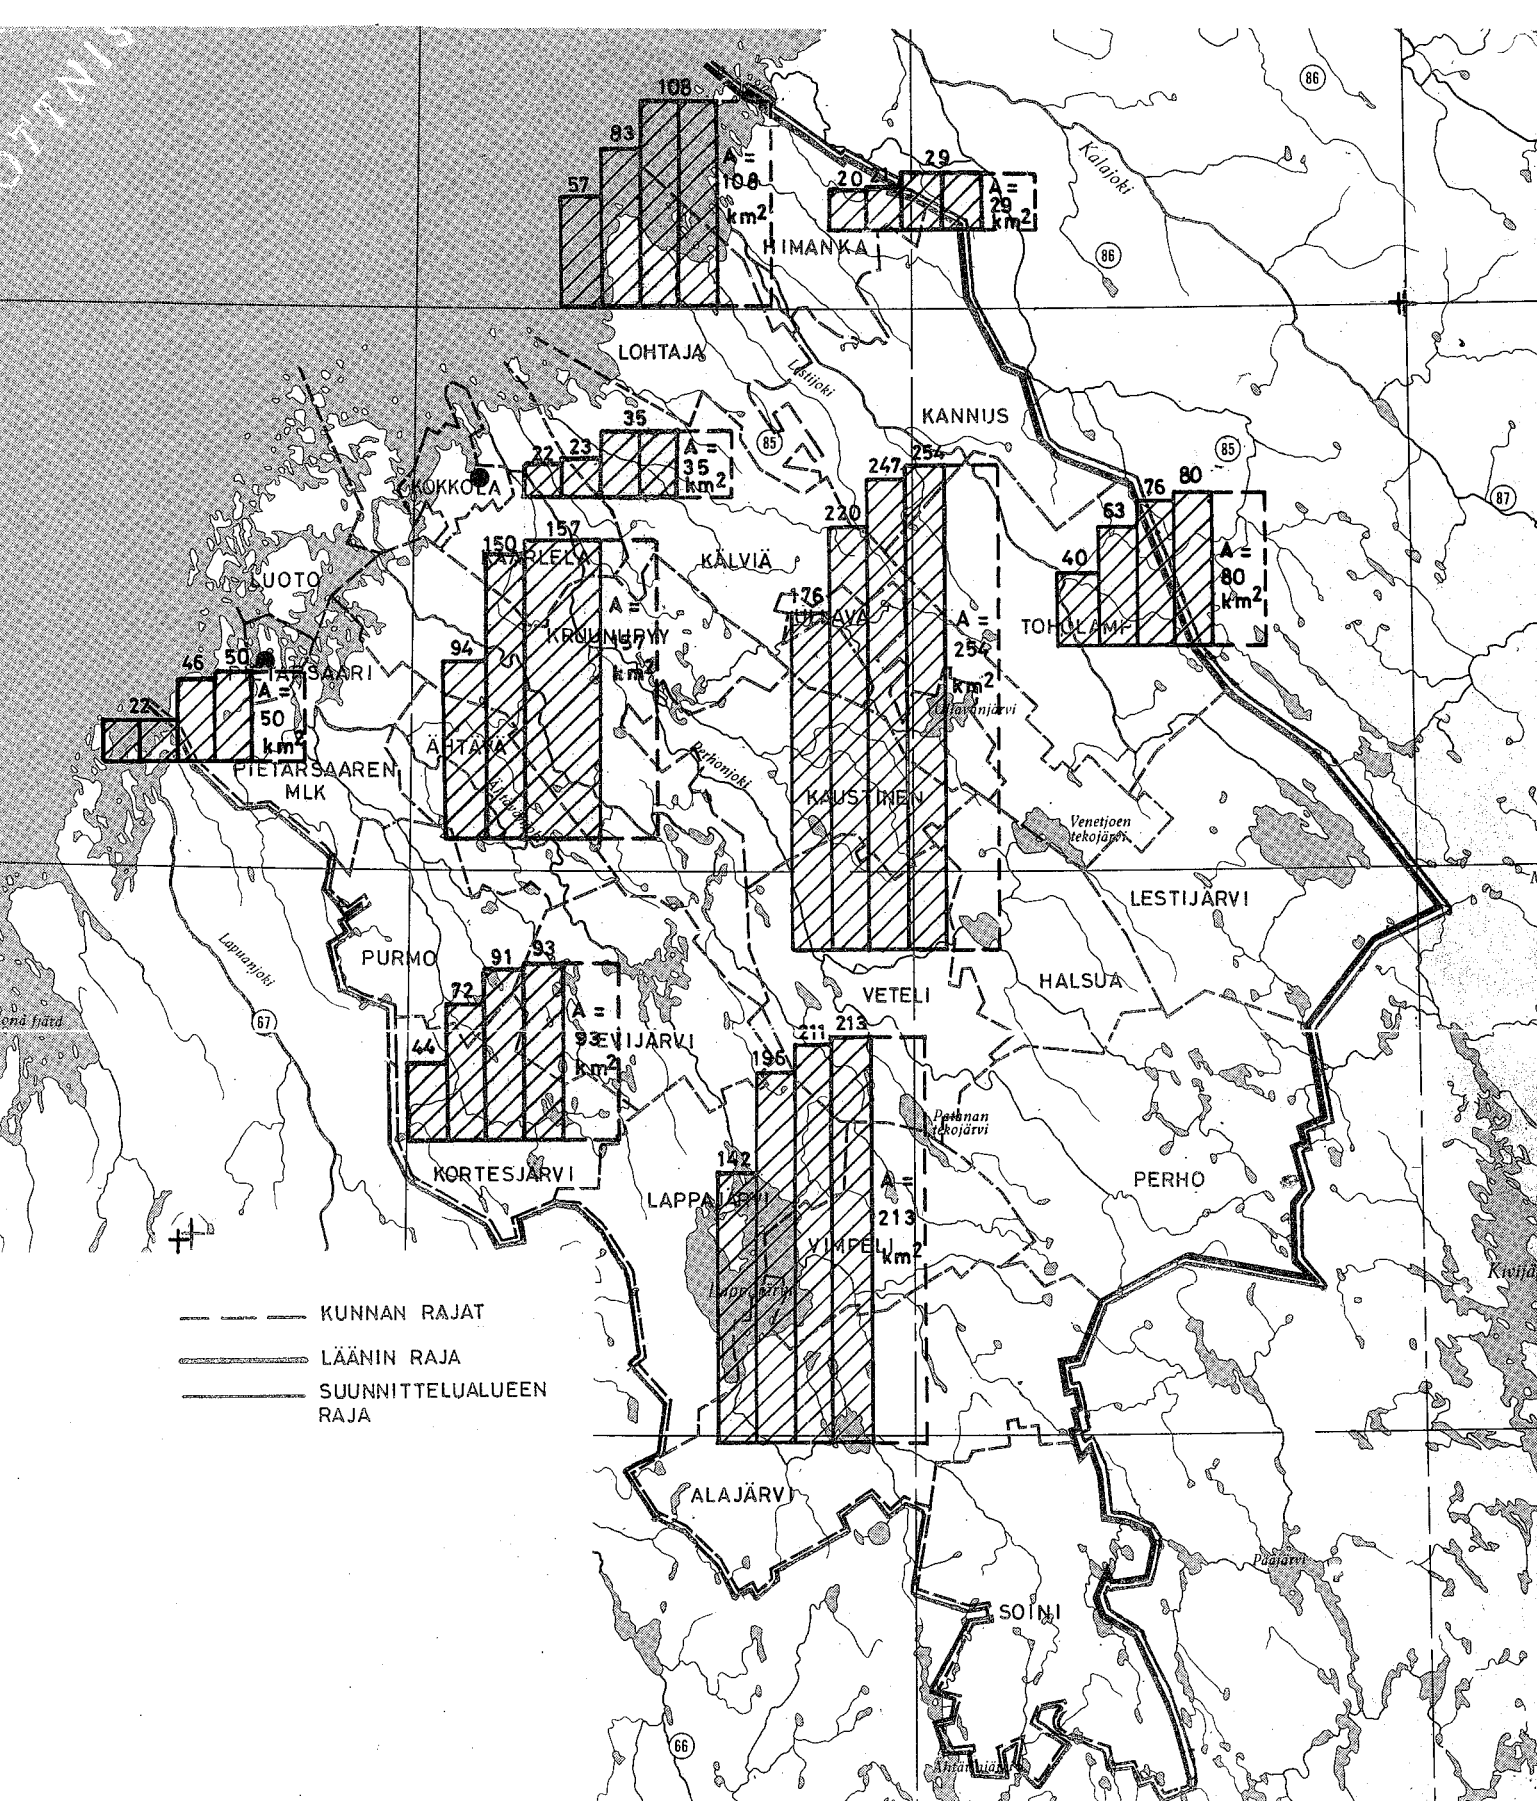 OTTNIS
108
83
57
A =
108
km²
29
20 21
A =
29
km²
HIMANKA
Kalajoki
86
86
LOHTAJA
Lestijoki
KANNUS
85
85
87
35
22 23
A =
35
km²
KOKKOLA
254
247
220
176
A =
254
km²
80
76
63
40
A =
80
km²
157
150
94
A =
km²
KÄLVIÄ
KRUUNUPYY
LUOTO
ULLAVA
TOHOLAMPI
Ullavanjärvi
50
46
22
A =
50
km²
ÄHTÄVÄ
Perhonjoki
PIETARSAAREN
MLK
KAUSTINEN
Venetjoen
tekojärvi
LESTIJÄRVI
Lapuanjoki
PURMO
93
91
72
44
A =
93
km²
EVIJÄRVI
VETELI
HALSUA
67
213
211
196
142
A =
213
km²
Patanan
tekojärvi
KORTESJÄRVI
LAPPAJÄRVI
PERHO
VIMPELI
Lappajärvi
KUNNAN RAJAT
LÄÄNIN RAJA
SUUNNITTELUALUEEN
RAJA
ALAJÄRVI
Pääjärvi
SOINI
66